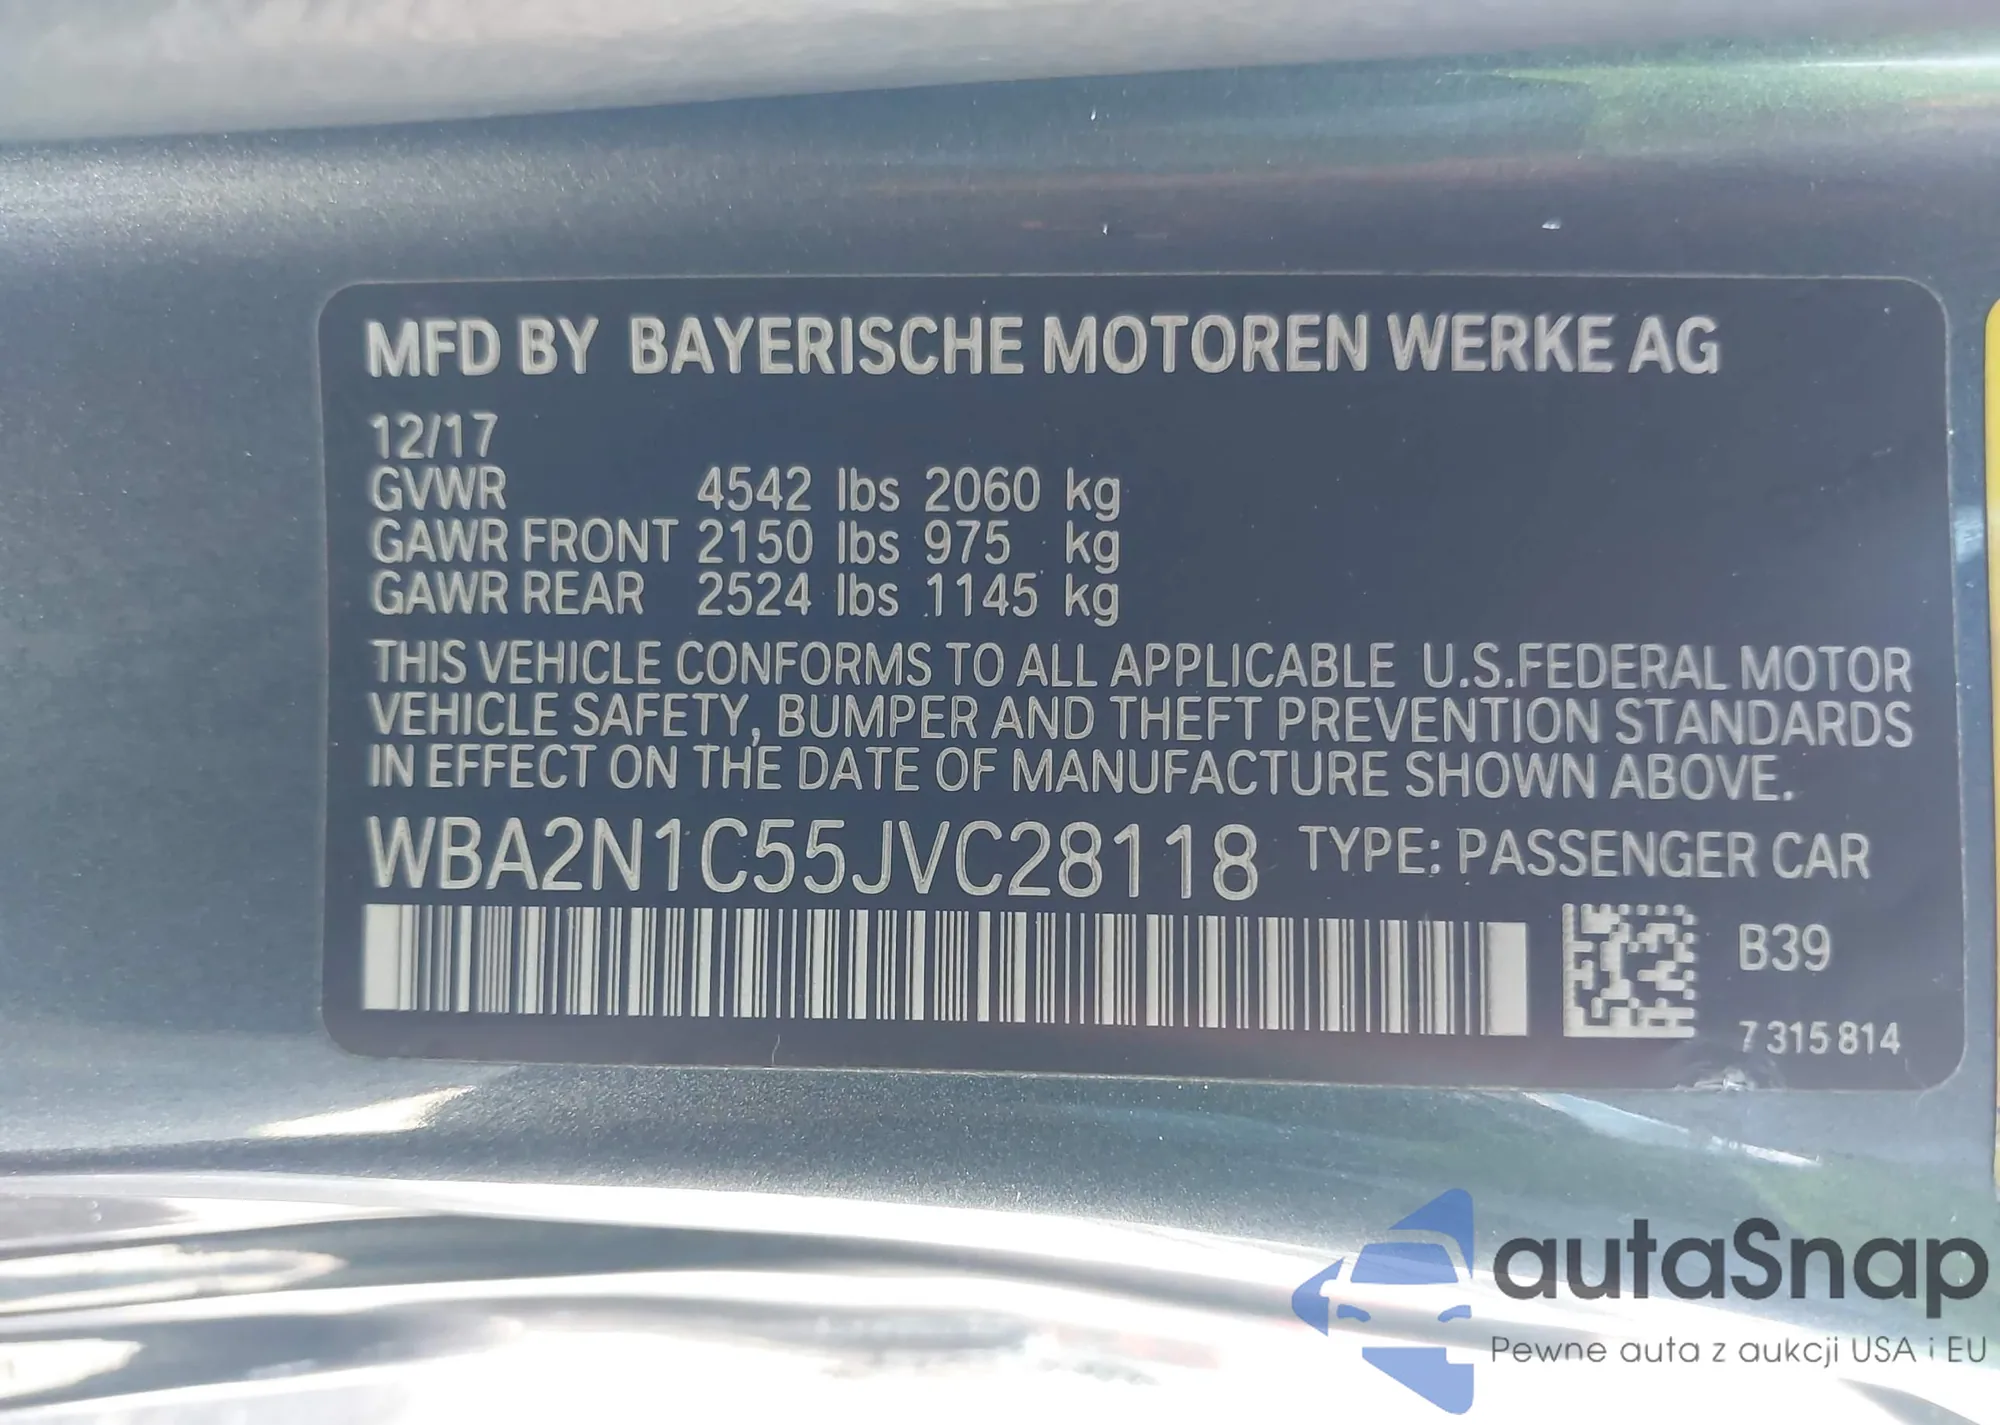 MFD BY BAYERISCHE MOTOREN WERKE AG
12/17
GVWR 4542 lbs 2060 kg
GAWR FRONT 2150 lbs 975 kg
GAWR REAR 2524 lbs 1145 kg
THIS VEHICLE CONFORMS TO ALL APPLICABLE U.S.FEDERAL MOTOR
VEHICLE SAFETY, BUMPER AND THEFT PREVENTION STANDARDS
IN EFFECT ON THE DATE OF MANUFACTURE SHOWN ABOVE.
WBA2N1C55JVC28118 TYPE: PASSENGER CAR
B39
7 315 814
autaSnap
Pewne auta z aukcji USA i EU